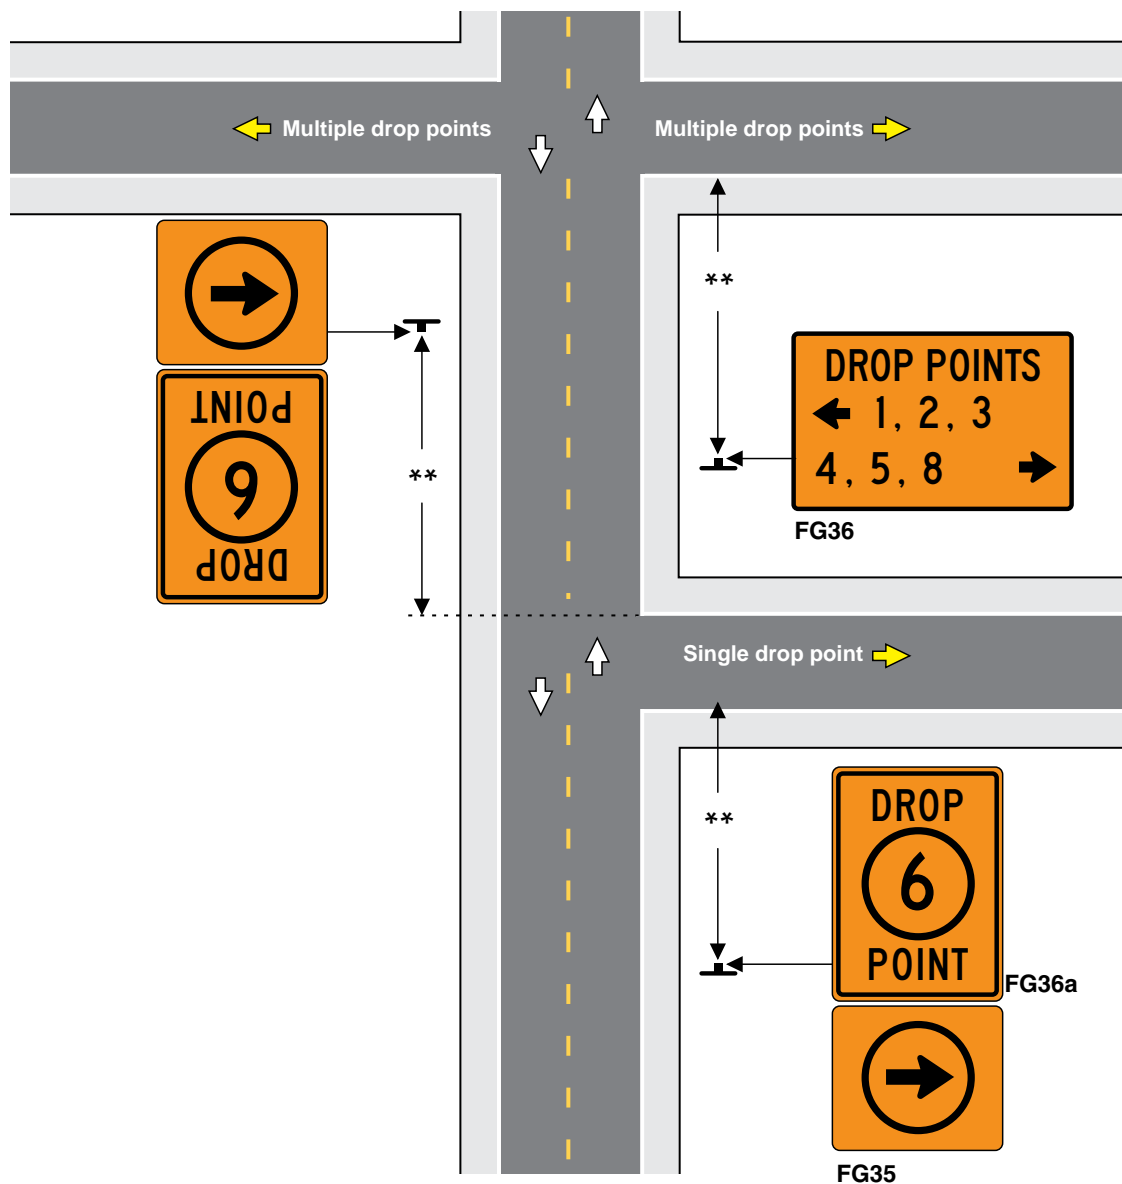 Multiple drop points
Multiple drop points
**
DROP POINTS
1, 2, 3
4, 5, 8
FG36
POINT
6
DROP
**
Single drop point
**
DROP
6
POINT
FG36a
FG35